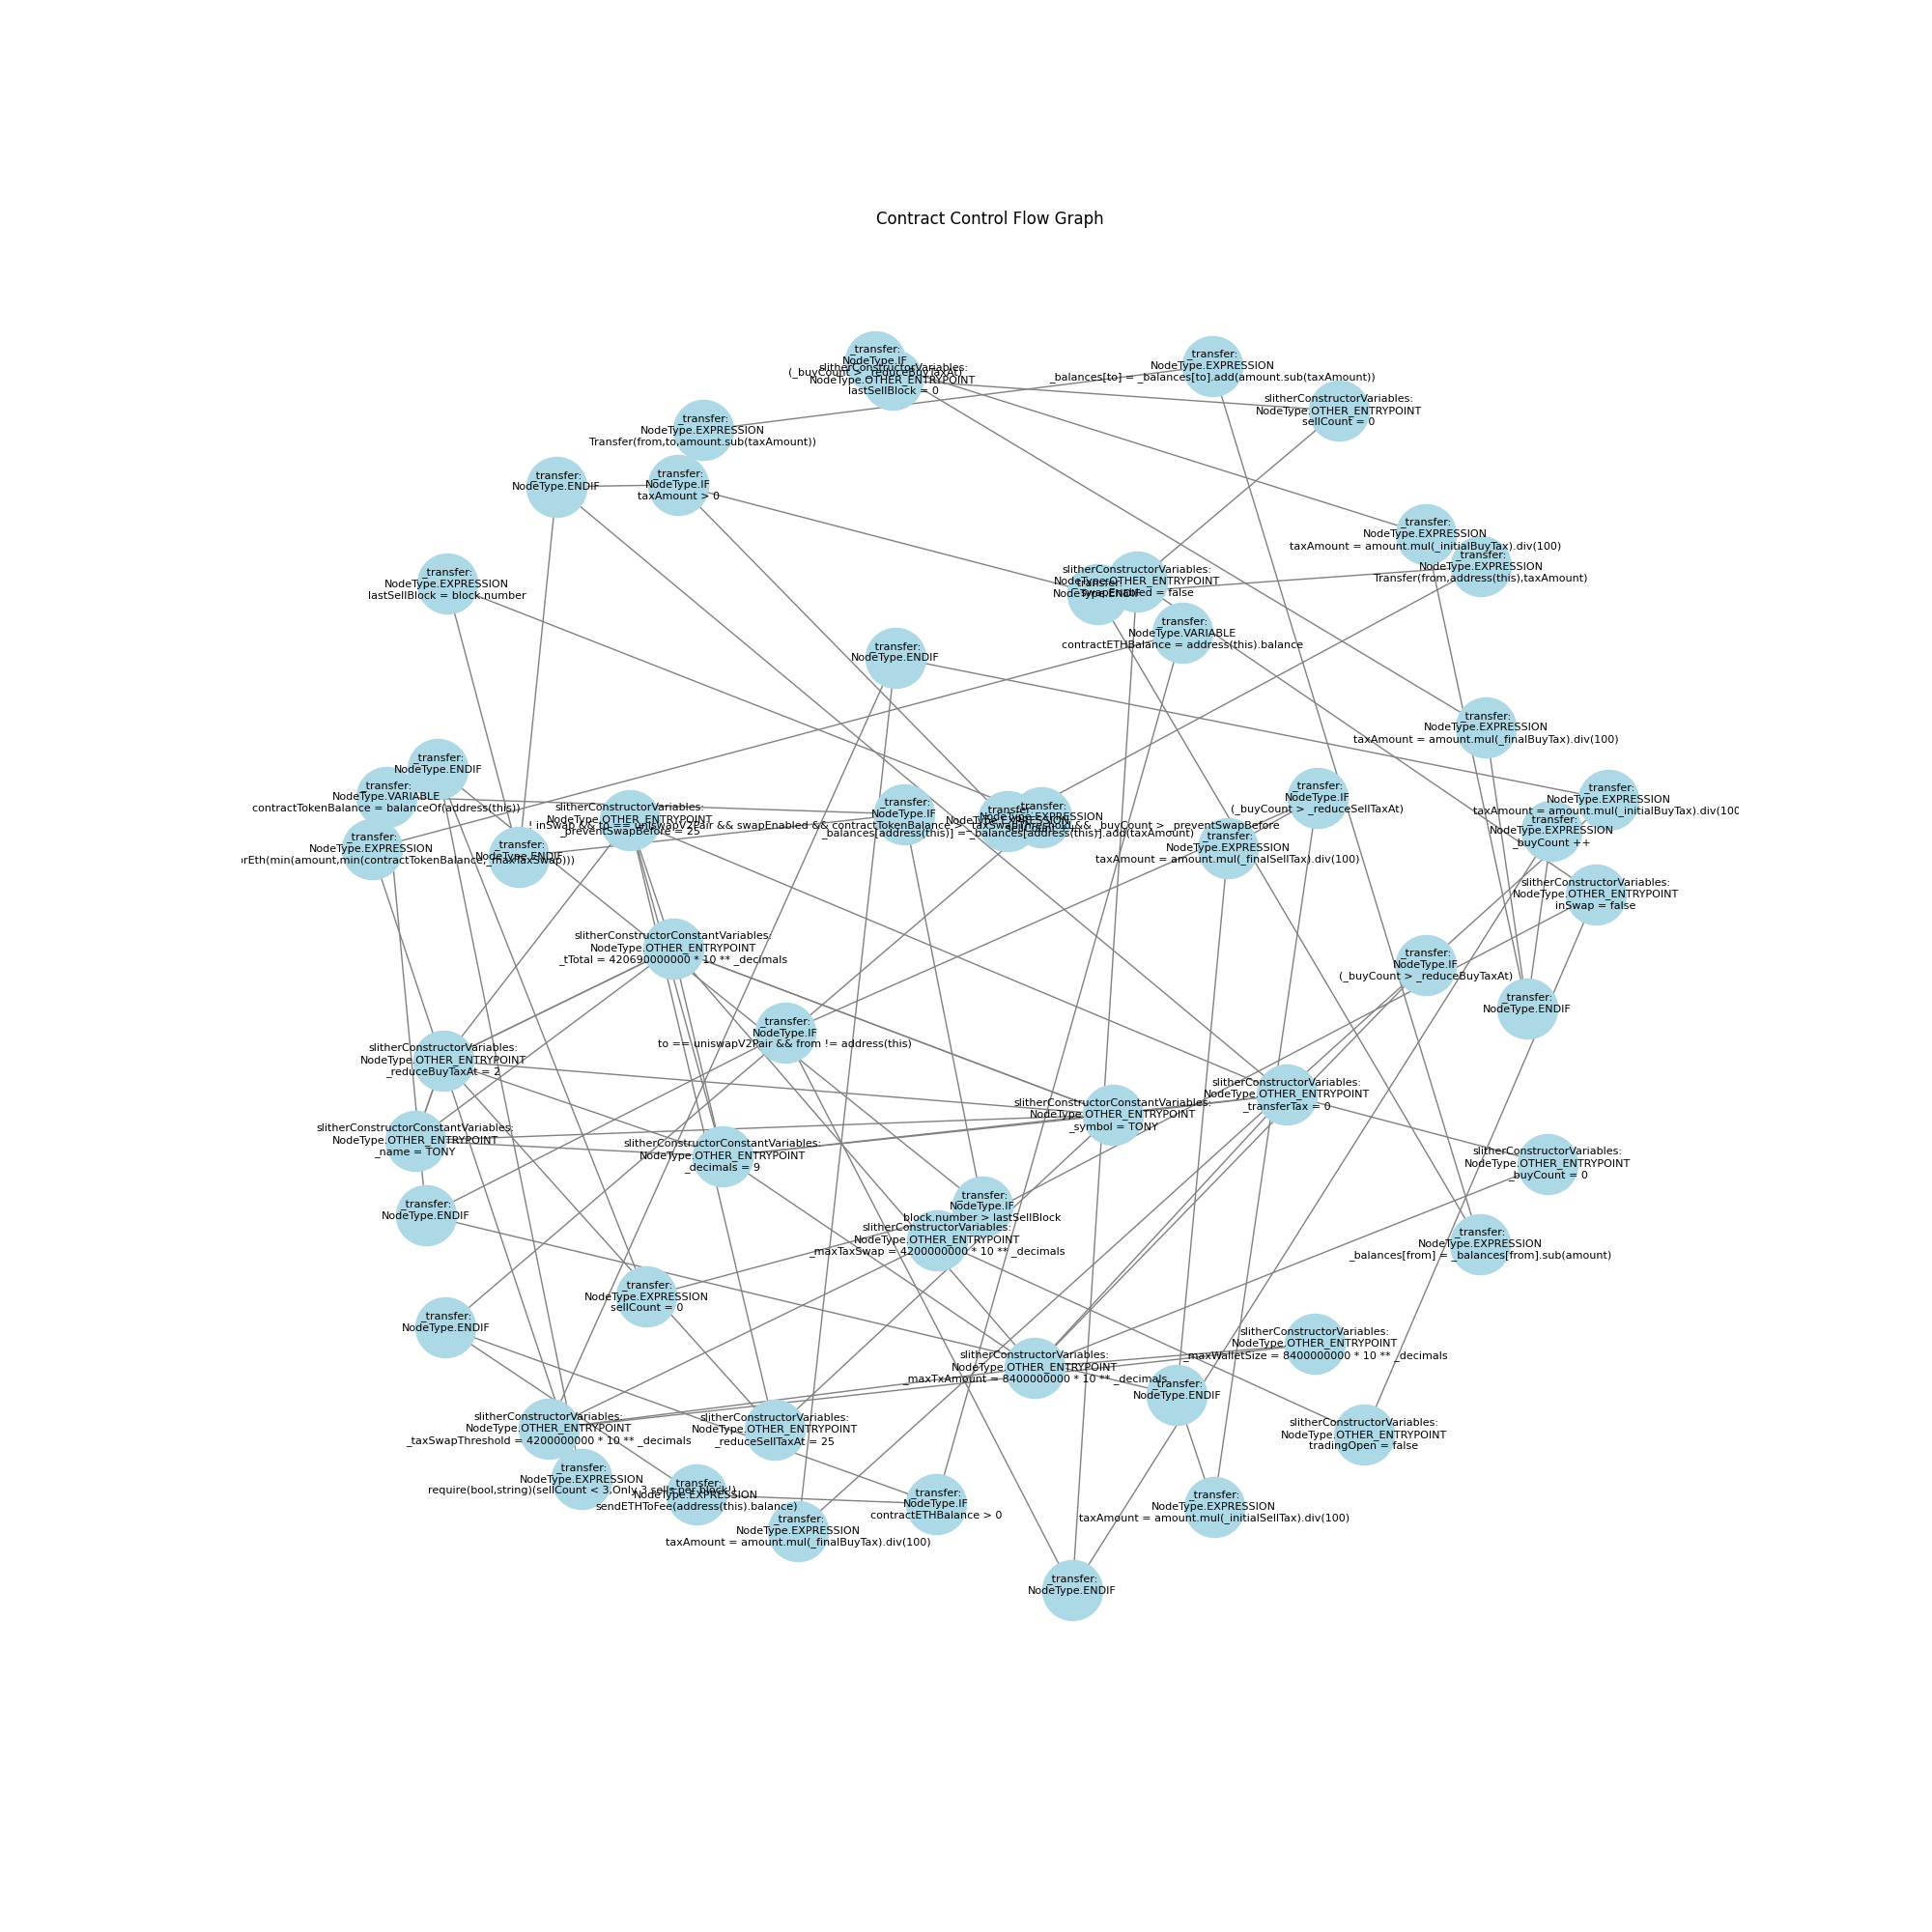 Contract Control Flow Graph
_transfer:
NodeType.IF
(_buyCount > _reduceBuyTaxAt)
slitherConstructorVariables:
NodeType.OTHER_ENTRYPOINT
lastSellBlock = 0
_transfer:
NodeType.EXPRESSION
_balances[to] = _balances[to].add(amount.sub(taxAmount))
slitherConstructorVariables:
NodeType.OTHER_ENTRYPOINT
sellCount = 0
_transfer:
NodeType.EXPRESSION
Transfer(from,to,amount.sub(taxAmount))
_transfer:
NodeType.ENDIF
_transfer:
NodeType.IF
taxAmount > 0
_transfer:
NodeType.EXPRESSION
taxAmount = amount.mul(_initialBuyTax).div(100)
_transfer:
NodeType.EXPRESSION
Transfer(from,address(this),taxAmount)
_transfer:
NodeType.EXPRESSION
lastSellBlock = block.number
slitherConstructorVariables:
NodeType.OTHER_ENTRYPOINT
swapEnabled = false
_transfer:
NodeType.ENDIF
_transfer:
NodeType.VARIABLE
contractETHBalance = address(this).balance
_transfer:
NodeType.ENDIF
_transfer:
NodeType.EXPRESSION
taxAmount = amount.mul(_finalBuyTax).div(100)
_transfer:
NodeType.ENDIF
_transfer:
NodeType.VARIABLE
contractTokenBalance = balanceOf(address(this))
_transfer:
NodeType.IF
(_buyCount > _reduceSellTaxAt)
_transfer:
NodeType.EXPRESSION
taxAmount = amount.mul(_initialBuyTax).div(100
slitherConstructorVariables:
NodeType.OTHER_ENTRYPOINT
_preventSwapBefore = 25
_transfer:
NodeType.IF
! inSwap && to == uniswapV2Pair && swapEnabled && contractTokenBalance > _taxSwapThreshold && _buyCount > _preventSwapBefore
_transfer:
NodeType.EXPRESSION
_balances[address(this)] = _balances[address(this)].add(taxAmount)
_transfer:
NodeType.EXPRESSION
_transfer:
NodeType.EXPRESSION
_buyCount ++
_transfer:
NodeType.EXPRESSION
rEth(min(amount,min(contractTokenBalance,_maxTaxSwap)))
_transfer:
NodeType.ENDIF
_transfer:
NodeType.EXPRESSION
taxAmount = amount.mul(_finalSellTax).div(100)
slitherConstructorVariables:
NodeType.OTHER_ENTRYPOINT
inSwap = false
slitherConstructorConstantVariables:
NodeType.OTHER_ENTRYPOINT
_tTotal = 420690000000 * 10 ** _decimals
_transfer:
NodeType.IF
(_buyCount > _reduceBuyTaxAt)
_transfer:
NodeType.ENDIF
_transfer:
NodeType.IF
to == uniswapV2Pair && from != address(this)
slitherConstructorVariables:
NodeType.OTHER_ENTRYPOINT
_reduceBuyTaxAt = 2
slitherConstructorVariables:
NodeType.OTHER_ENTRYPOINT
_transferTax = 0
slitherConstructorConstantVariables:
NodeType.OTHER_ENTRYPOINT
_symbol = TONY
slitherConstructorConstantVariables:
NodeType.OTHER_ENTRYPOINT
_name = TONY
slitherConstructorConstantVariables:
NodeType.OTHER_ENTRYPOINT
_decimals = 9
slitherConstructorVariables:
NodeType.OTHER_ENTRYPOINT
_buyCount = 0
_transfer:
NodeType.ENDIF
_transfer:
NodeType.IF
block.number > lastSellBlock
slitherConstructorVariables:
NodeType.OTHER_ENTRYPOINT
_maxTaxSwap = 4200000000 * 10 ** _decimals
_transfer:
NodeType.EXPRESSION
_balances[from] = _balances[from].sub(amount)
_transfer:
NodeType.EXPRESSION
sellCount = 0
_transfer:
NodeType.ENDIF
slitherConstructorVariables:
NodeType.OTHER_ENTRYPOINT
_maxWalletSize = 8400000000 * 10 ** _decimals
slitherConstructorVariables:
NodeType.OTHER_ENTRYPOINT
_maxTxAmount = 8400000000 * 10 ** _decimals
_transfer:
NodeType.ENDIF
slitherConstructorVariables:
NodeType.OTHER_ENTRYPOINT
_taxSwapThreshold = 4200000000 * 10 ** _decimals
slitherConstructorVariables:
NodeType.OTHER_ENTRYPOINT
_reduceSellTaxAt = 25
slitherConstructorVariables:
NodeType.OTHER_ENTRYPOINT
tradingOpen = false
_transfer:
NodeType.EXPRESSION
require(bool,string)(sellCount < 3,Only 3 sells per block!)
_transfer:
NodeType.EXPRESSION
sendETHToFee(address(this).balance)
_transfer:
NodeType.IF
contractETHBalance > 0
_transfer:
NodeType.EXPRESSION
taxAmount = amount.mul(_initialSellTax).div(100)
_transfer:
NodeType.EXPRESSION
taxAmount = amount.mul(_finalBuyTax).div(100)
_transfer:
NodeType.ENDIF